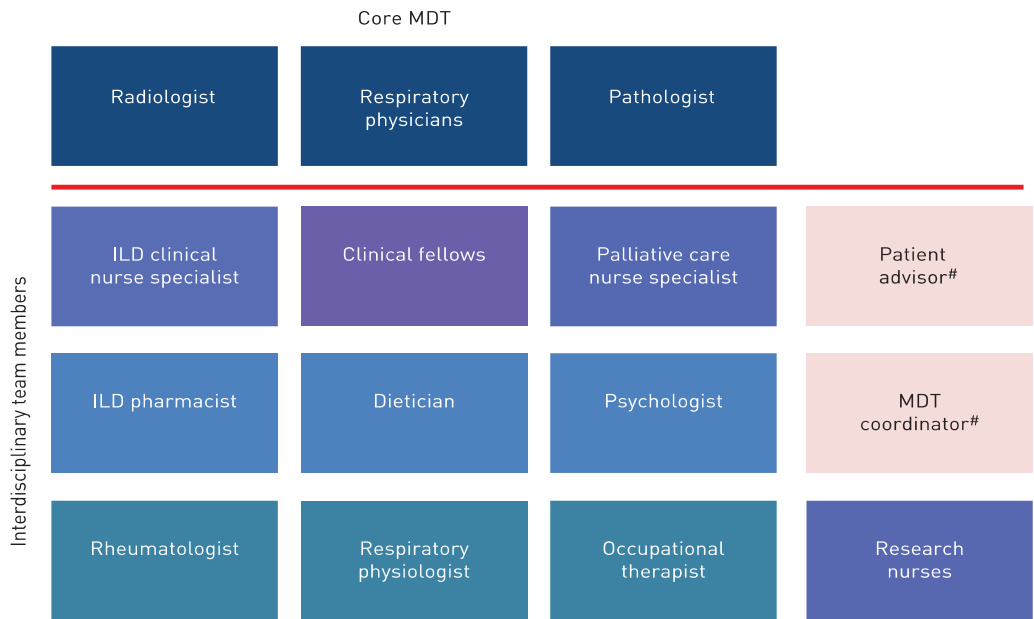 Core MDT
Radiologist
Respiratory
physicians
Pathologist
Interdisciplinary team members
ILD clinical
nurse specialist
Clinical fellows
Palliative care
nurse specialist
Patient
advisor#
ILD pharmacist
Dietician
Psychologist
MDT
coordinator#
Rheumatologist
Respiratory
physiologist
Occupational
therapist
Research
nurses